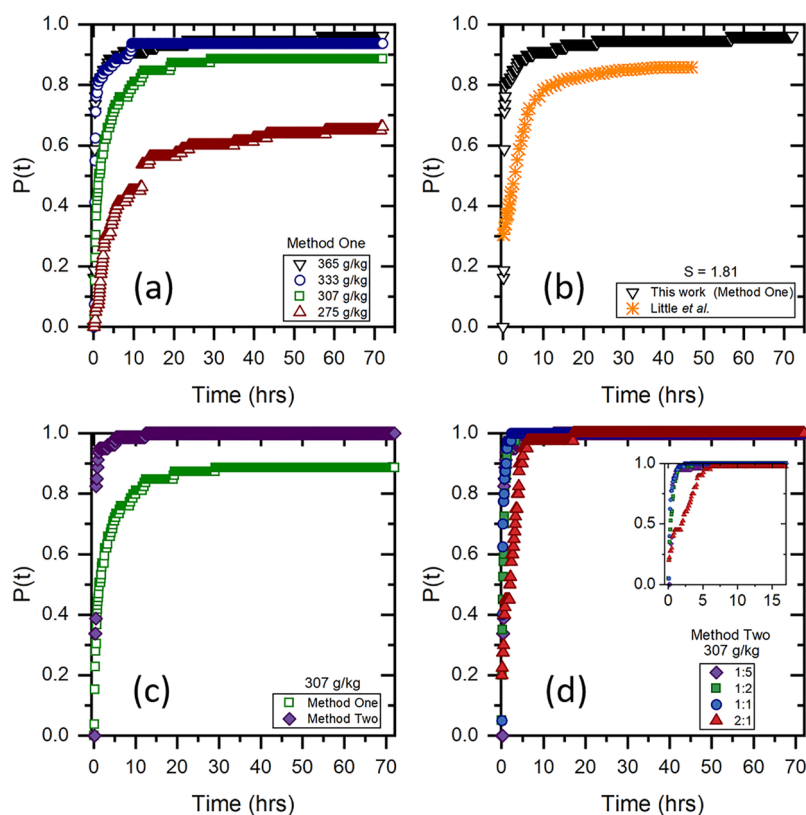 1.0
0.8
0.6
0.4
0.2
0.0
P(t)
0 10 20 30 40 50 60 70
Time (hrs)
(a)
Method One
365 g/kg
333 g/kg
307 g/kg
275 g/kg
1.0
0.8
0.6
0.4
0.2
0.0
P(t)
0 10 20 30 40 50 60 70
Time (hrs)
(b)
S = 1.81
This work (Method One)
Little et al.
1.0
0.8
0.6
0.4
0.2
0.0
P(t)
0 10 20 30 40 50 60 70
Time (hrs)
(c)
307 g/kg
Method One
Method Two
1.0
0.8
0.6
0.4
0.2
0.0
P(t)
0 10 20 30 40 50 60 70
Time (hrs)
(d)
1.0
0.5
0.0
0 5 10 15
Method Two
307 g/kg
1:5
1:2
1:1
2:1